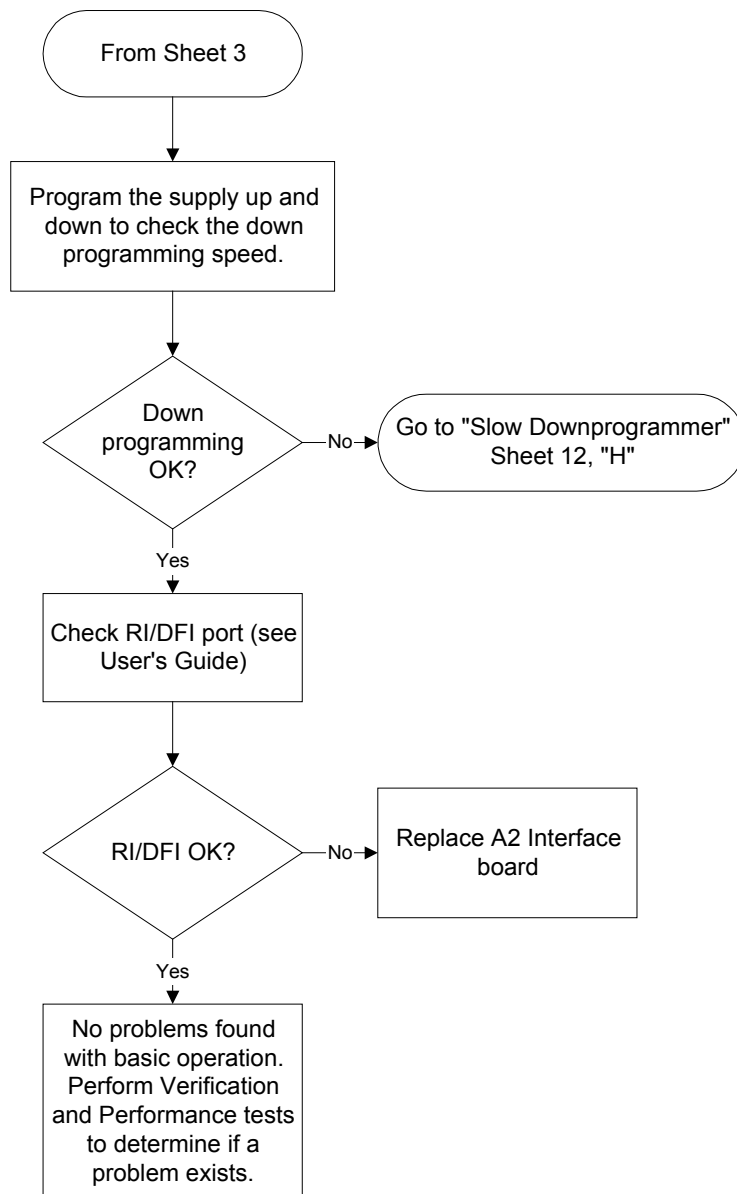 From Sheet 3
Program the supply up and
down to check the down
programming speed.
Down
programming
OK?
No
Go to "Slow Downprogrammer"
Sheet 12, "H"
Yes
Check RI/DFI port (see
User's Guide)
RI/DFI OK?
No
Replace A2 Interface
board
Yes
No problems found
with basic operation.
Perform Verification
and Performance tests
to determine if a
problem exists.